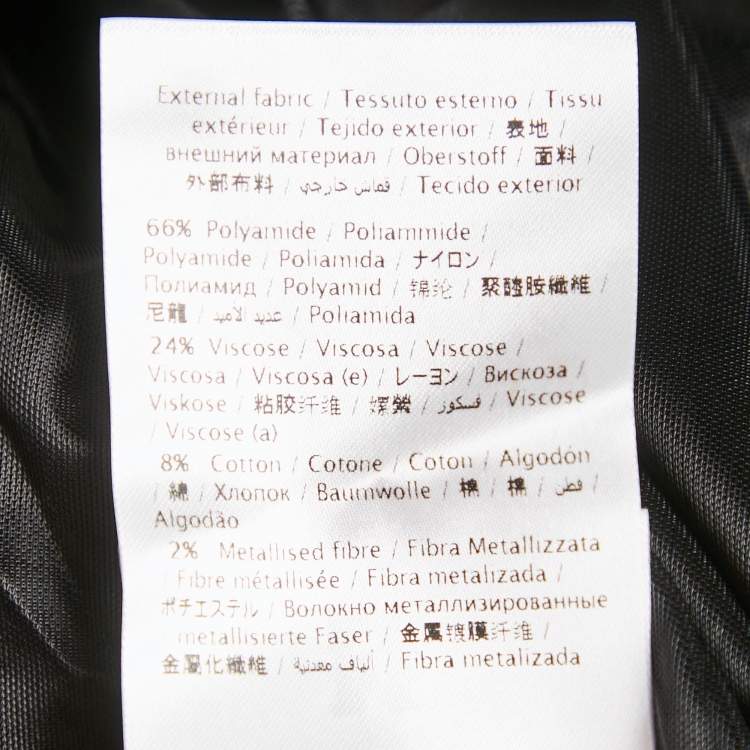 External fabric / Tessuto esterno / Tissu
extérieur / Tejido exterior / 表地 /
внешний материал / Oberstoff / 面料 /
外部布料 / قماش خارجي / Tecido exterior
66% Polyamide / Poliammide /
Polyamide / Poliamida / ナイロン /
Полиамид / Polyamid / 锦纶 / 聚醯胺纖維 /
尼龍 / عديد الأميد / Poliamida
24% Viscose / Viscosa / Viscose /
Viscosa / Viscosa (e) / レーヨン / Вискоза /
Viskose / 粘胶纤维 / 嫘縈 / فسكوز / Viscose
/ Viscose (a)
8% Cotton / Cotone / Coton / Algodón
/ 綿 / Хлопок / Baumwolle / 棉 / 棉 / قطن /
Algodão
2% Metallised fibre / Fibra Metallizzata
/ Fibre métallisée / Fibra metalizada /
ポチエステル / Волокно металлизированные
metallisierte Faser / 金属镀膜纤维 /
金屬化纖維 / ألياف معدنية / Fibra metalizada